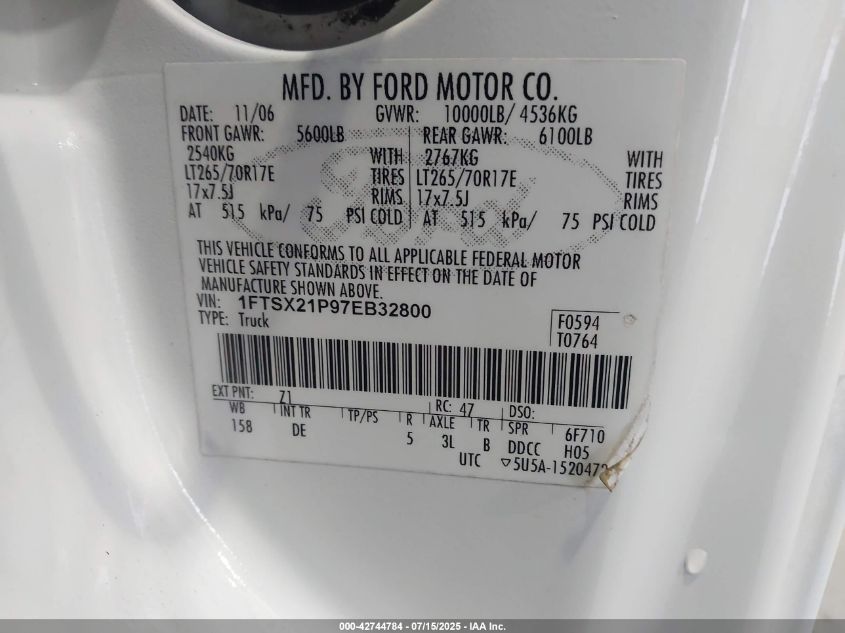 MFD. BY FORD MOTOR CO.
DATE: 11/06 GVWR: 10000LB/ 4536KG
FRONT GAWR: 5600LB REAR GAWR: 6100LB
2540KG WITH 2767KG WITH
LT265/70R17E TIRES LT265/70R17E TIRES
17x7.5J RIMS 17x7.5J RIMS
AT 515 kPa/ 75 PSI COLD AT 515 kPa/ 75 PSI COLD
THIS VEHICLE CONFORMS TO ALL APPLICABLE FEDERAL MOTOR
VEHICLE SAFETY STANDARDS IN EFFECT ON THE DATE OF
MANUFACTURE SHOWN ABOVE.
VIN: 1FTSX21P97EB32800
TYPE: Truck
F0594
T0764
EXT PNT: Z1 RC: 47 DSO:
WB INT TR TP/PS R AXLE TR SPR 6F710
158 DE 5 3L B DDCC H05
UTC ▽5U5A-1520472
000-42744784 - 07/15/2025 - IAA Inc.